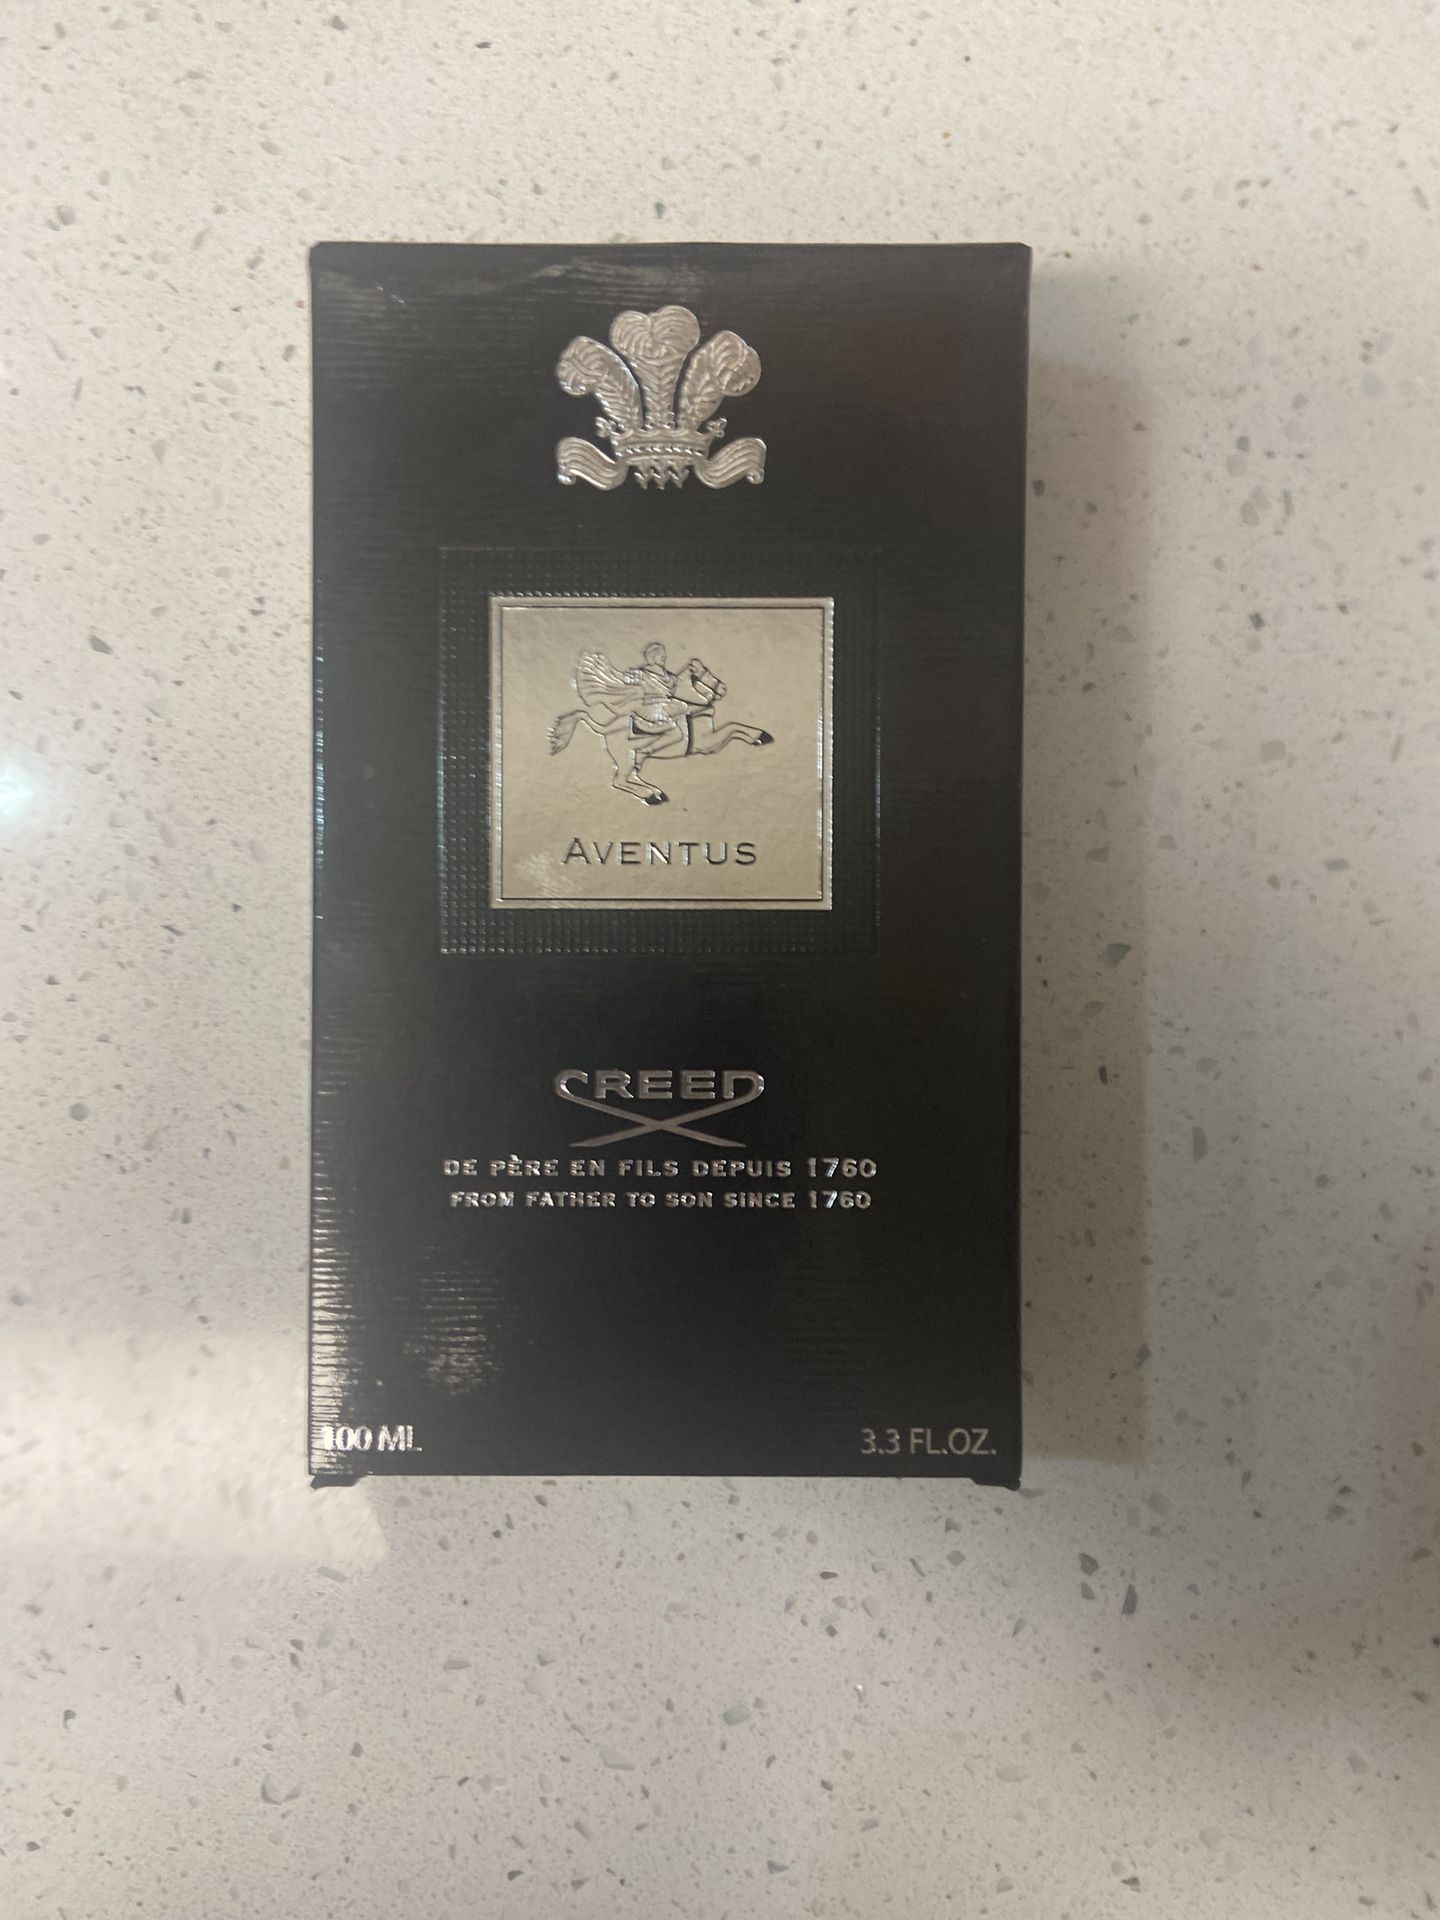 AVENTUS
CREED
DE PÈRE EN FILS DEPUIS 1760
FROM FATHER TO SON SINCE 1760
100 ML
3.3 FL.OZ.